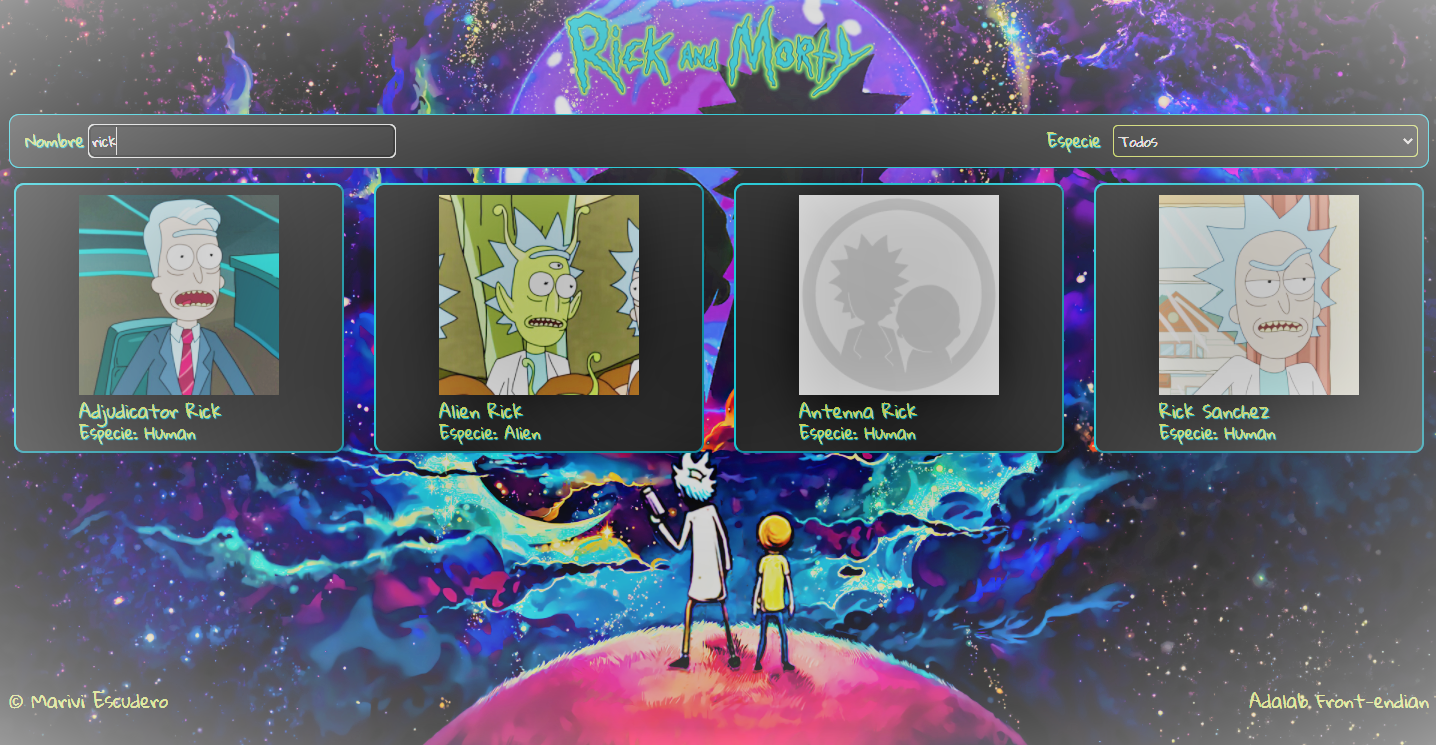 Rick and Morty
Nombre rick Especie Todos
Adjudicator Rick
Especie: Human
Alien Rick
Especie: Alien
Antenna Rick
Especie: Human
Rick Sanchez
Especie: Human
© Marivi Escudero
Adalab Front-endian